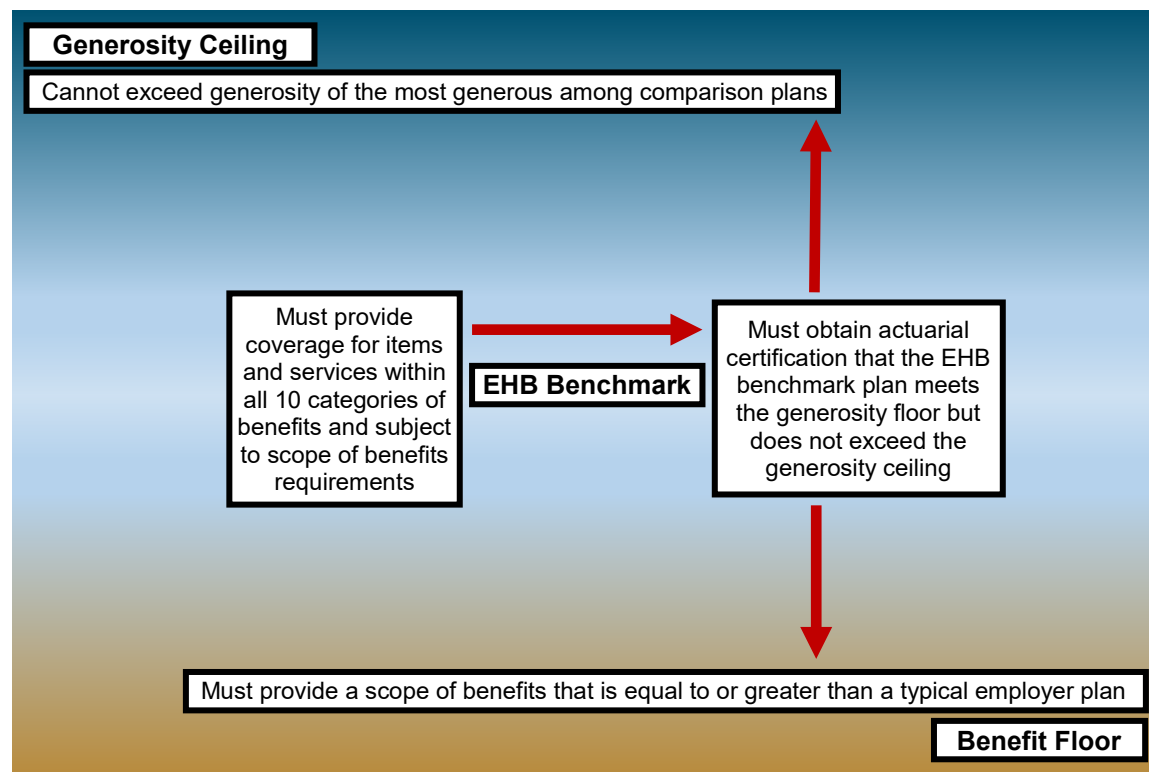 Generosity Ceiling
Cannot exceed generosity of the most generous among comparison plans
Must provide
coverage for items
and services within
all 10 categories of
benefits and subject
to scope of benefits
requirements
EHB Benchmark
Must obtain actuarial
certification that the EHB
benchmark plan meets
the generosity floor but
does not exceed the
generosity ceiling
Must provide a scope of benefits that is equal to or greater than a typical employer plan
Benefit Floor